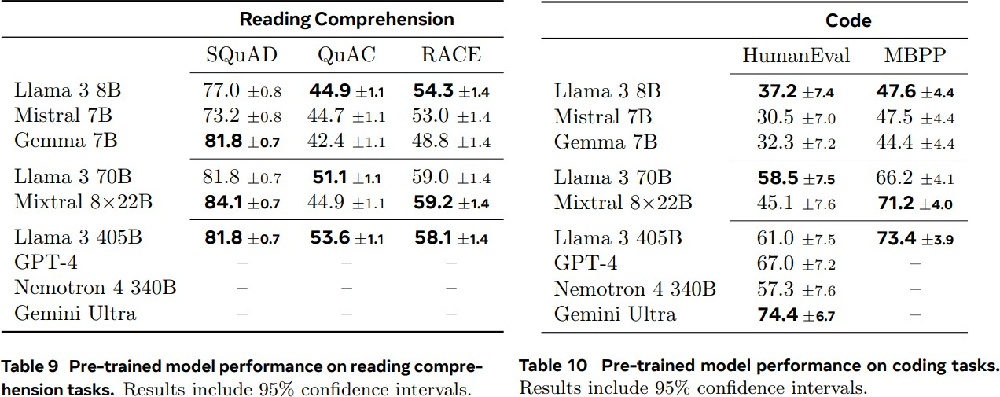 Reading Comprehension
SQuAD QuAC RACE
Llama 3 8B 77.0 ±0.8 44.9 ±1.1 54.3 ±1.4
Mistral 7B 73.2 ±0.8 44.7 ±1.1 53.0 ±1.4
Gemma 7B 81.8 ±0.7 42.4 ±1.1 48.8 ±1.4
Llama 3 70B 81.8 ±0.7 51.1 ±1.1 59.0 ±1.4
Mixtral 8×22B 84.1 ±0.7 44.9 ±1.1 59.2 ±1.4
Llama 3 405B 81.8 ±0.7 53.6 ±1.1 58.1 ±1.4
GPT-4 – – –
Nemotron 4 340B – – –
Gemini Ultra – – –
Table 9 Pre-trained model performance on reading compre-
hension tasks. Results include 95% confidence intervals.
Code
HumanEval MBPP
Llama 3 8B 37.2 ±7.4 47.6 ±4.4
Mistral 7B 30.5 ±7.0 47.5 ±4.4
Gemma 7B 32.3 ±7.2 44.4 ±4.4
Llama 3 70B 58.5 ±7.5 66.2 ±4.1
Mixtral 8×22B 45.1 ±7.6 71.2 ±4.0
Llama 3 405B 61.0 ±7.5 73.4 ±3.9
GPT-4 67.0 ±7.2 –
Nemotron 4 340B 57.3 ±7.6 –
Gemini Ultra 74.4 ±6.7 –
Table 10 Pre-trained model performance on coding tasks.
Results include 95% confidence intervals.